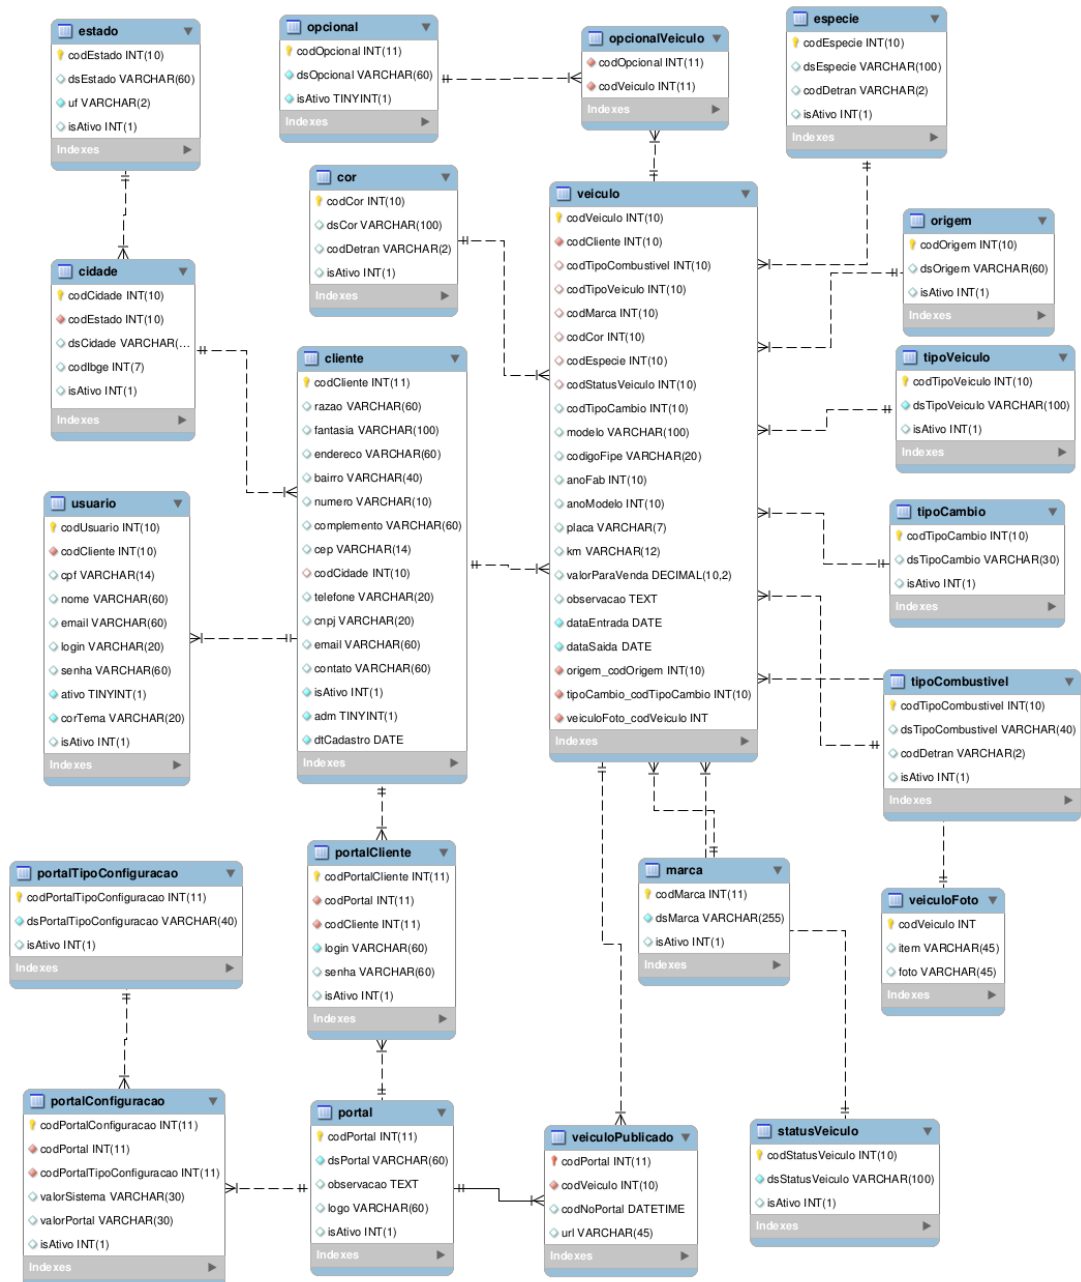 estado
codEstado INT(10)
dsEstado VARCHAR(60)
uf VARCHAR(2)
isAtivo INT(1)
Indexes
opcional
codOpcional INT(11)
dsOpcional VARCHAR(60)
isAtivo TINYINT(1)
Indexes
opcionalVeiculo
codOpcional INT(11)
codVeiculo INT(11)
Indexes
especie
codEspecie INT(10)
dsEspecie VARCHAR(100)
codDetran VARCHAR(2)
isAtivo INT(1)
Indexes
cor
codCor INT(10)
dsCor VARCHAR(100)
codDetran VARCHAR(2)
isAtivo INT(1)
Indexes
veiculo
codVeiculo INT(10)
codCliente INT(10)
codTipoCombustivel INT(10)
codTipoVeiculo INT(10)
codMarca INT(10)
codCor INT(10)
codEspecie INT(10)
codStatusVeiculo INT(10)
codTipoCambio INT(10)
modelo VARCHAR(100)
codigoFipe VARCHAR(20)
anoFab INT(10)
anoModelo INT(10)
placa VARCHAR(7)
km VARCHAR(12)
valorParaVenda DECIMAL(10,2)
observacao TEXT
dataEntrada DATE
dataSaida DATE
origem_codOrigem INT(10)
tipoCambio_codTipoCambio INT(10)
veiculoFoto_codVeiculo INT
Indexes
origem
codOrigem INT(10)
dsOrigem VARCHAR(60)
isAtivo INT(1)
Indexes
cidade
codCidade INT(10)
codEstado INT(10)
dsCidade VARCHAR(...
codIbge INT(7)
isAtivo INT(1)
Indexes
cliente
codCliente INT(11)
razao VARCHAR(60)
fantasia VARCHAR(100)
endereco VARCHAR(60)
bairro VARCHAR(40)
numero VARCHAR(10)
complemento VARCHAR(60)
cep VARCHAR(14)
codCidade INT(10)
telefone VARCHAR(20)
cnpj VARCHAR(20)
email VARCHAR(60)
contato VARCHAR(60)
isAtivo INT(1)
adm TINYINT(1)
dtCadastro DATE
Indexes
tipoVeiculo
codTipoVeiculo INT(10)
dsTipoVeiculo VARCHAR(100)
isAtivo INT(1)
Indexes
usuario
codUsuario INT(10)
codCliente INT(10)
cpf VARCHAR(14)
nome VARCHAR(60)
email VARCHAR(60)
login VARCHAR(20)
senha VARCHAR(60)
ativo TINYINT(1)
corTema VARCHAR(20)
isAtivo INT(1)
Indexes
tipoCambio
codTipoCambio INT(10)
dsTipoCambio VARCHAR(30)
isAtivo INT(1)
Indexes
tipoCombustivel
codTipoCombustivel INT(10)
dsTipoCombustivel VARCHAR(40)
codDetran VARCHAR(2)
isAtivo INT(1)
Indexes
portalTipoConfiguracao
codPortalTipoConfiguracao INT(11)
dsPortalTipoConfiguracao VARCHAR(40)
isAtivo INT(1)
Indexes
portalCliente
codPortalCliente INT(11)
codPortal INT(11)
codCliente INT(11)
login VARCHAR(60)
senha VARCHAR(60)
isAtivo INT(1)
Indexes
marca
codMarca INT(11)
dsMarca VARCHAR(255)
isAtivo INT(1)
Indexes
veiculoFoto
codVeiculo INT
item VARCHAR(45)
foto VARCHAR(45)
Indexes
portalConfiguracao
codPortalConfiguracao INT(11)
codPortal INT(11)
codPortalTipoConfiguracao INT(11)
valorSistema VARCHAR(30)
valorPortal VARCHAR(30)
isAtivo INT(1)
Indexes
portal
codPortal INT(11)
dsPortal VARCHAR(60)
observacao TEXT
logo VARCHAR(60)
isAtivo INT(1)
Indexes
veiculoPublicado
codPortal INT(11)
codVeiculo INT(10)
codNoPortal DATETIME
url VARCHAR(45)
Indexes
statusVeiculo
codStatusVeiculo INT(10)
dsStatusVeiculo VARCHAR(100)
isAtivo INT(1)
Indexes